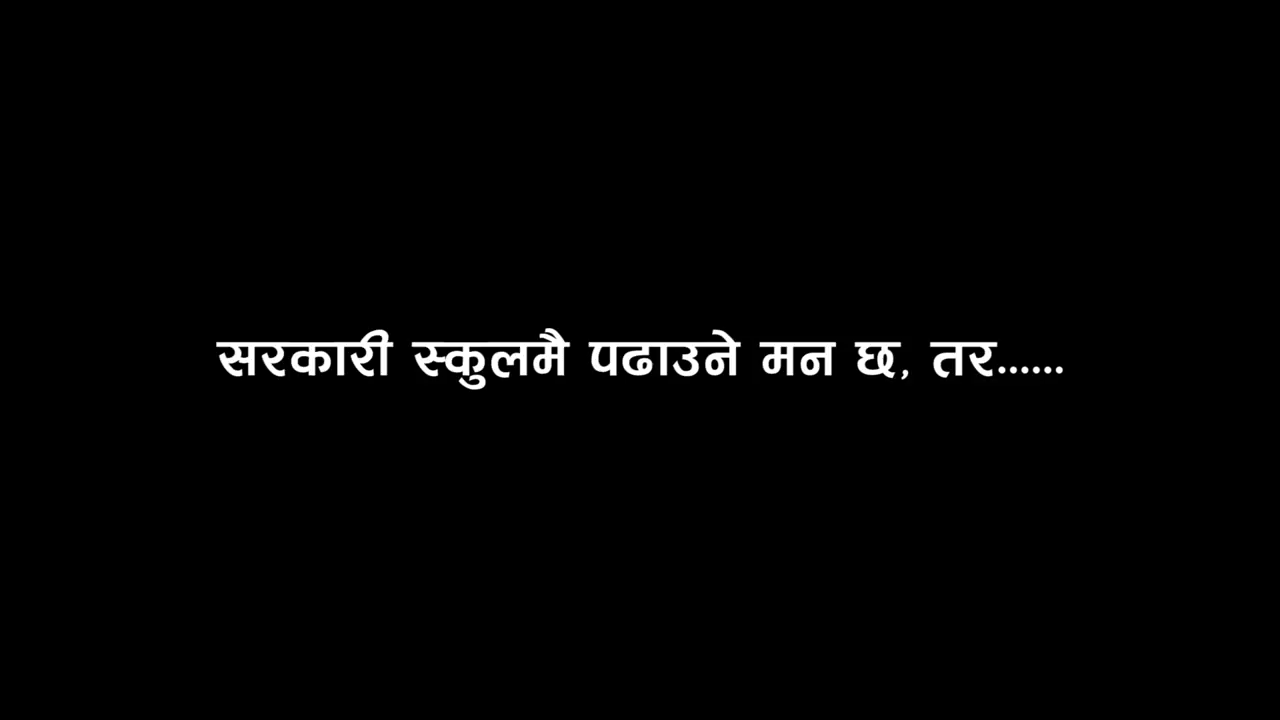 सरकारी स्कुलमै पढाउने मन छ, तर......